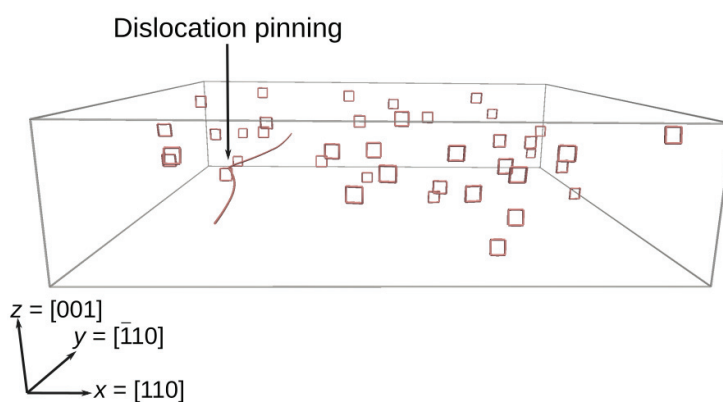 Dislocation pinning
z = [001]
y = [1̄10]
x = [110]